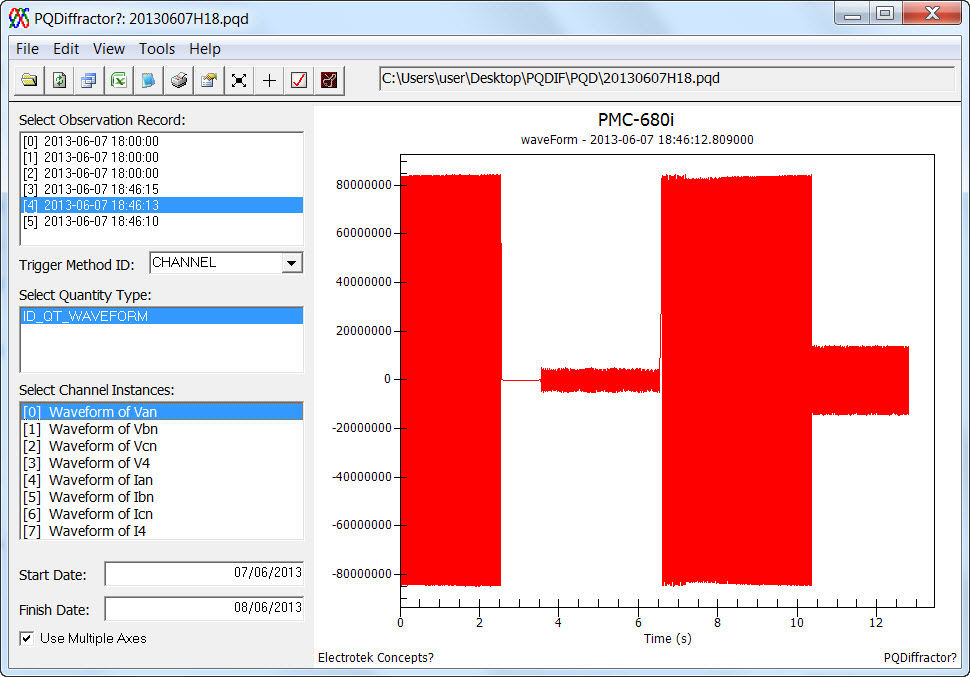 PQDiffractor?: 20130607H18.pqd
File Edit View Tools Help
C:\Users\user\Desktop\PQDIF\PQD\20130607H18.pqd
Select Observation Record:
[0] 2013-06-07 18:00:00
[1] 2013-06-07 18:00:00
[2] 2013-06-07 18:00:00
[3] 2013-06-07 18:46:15
[4] 2013-06-07 18:46:13
[5] 2013-06-07 18:46:10
Trigger Method ID: CHANNEL
Select Quantity Type:
ID_QT_WAVEFORM
Select Channel Instances:
[0] Waveform of Van
[1] Waveform of Vbn
[2] Waveform of Vcn
[3] Waveform of V4
[4] Waveform of Ian
[5] Waveform of Ibn
[6] Waveform of Icn
[7] Waveform of I4
Start Date: 07/06/2013
Finish Date: 08/06/2013
Use Multiple Axes
PMC-680i
waveForm - 2013-06-07 18:46:12.809000
80000000
60000000
40000000
20000000
0
-20000000
-40000000
-60000000
-80000000
0 2 4 6 8 10 12
Time (s)
Electrotek Concepts? PQDiffractor?